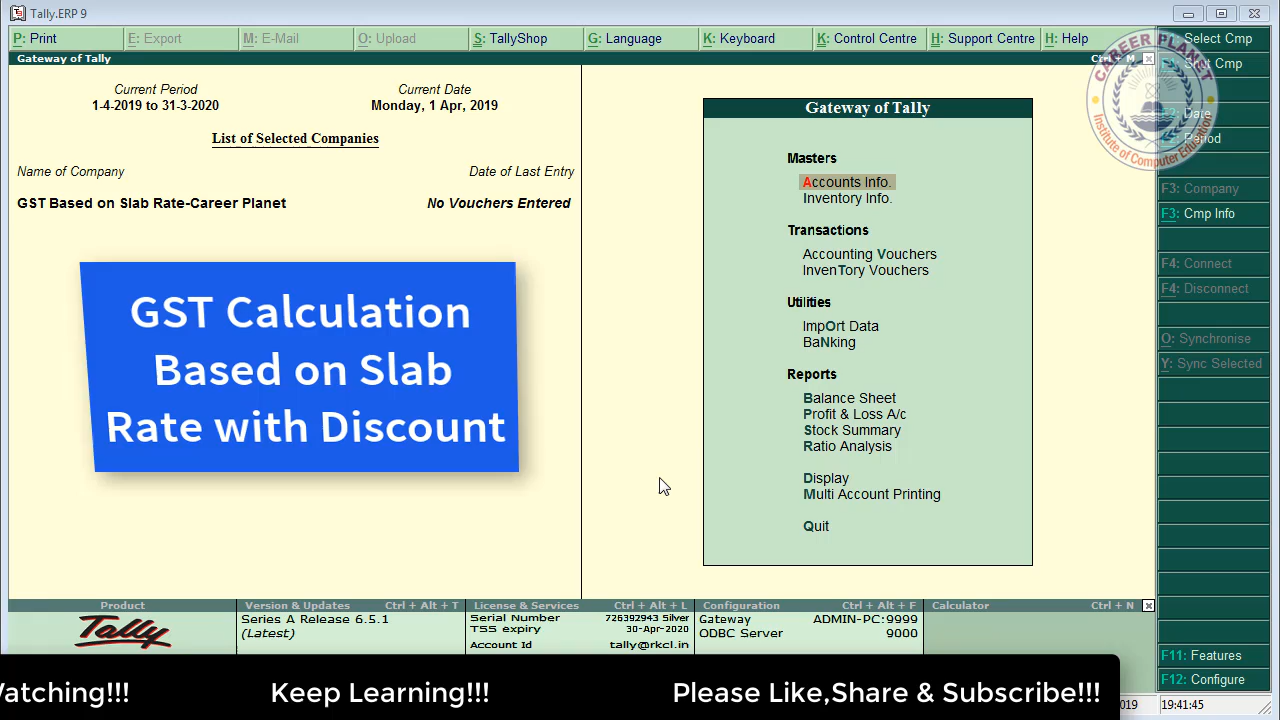 Tally.ERP 9
P: Print E: Export M: E-Mail O: Upload S: TallyShop G: Language K: Keyboard K: Control Centre H: Support Centre H: Help
Gateway of Tally Ctrl + M
Current Period Current Date
1-4-2019 to 31-3-2020 Monday, 1 Apr, 2019
List of Selected Companies
Name of Company Date of Last Entry
GST Based on Slab Rate-Career Planet No Vouchers Entered
GST Calculation
Based on Slab
Rate with Discount
Gateway of Tally
Masters
Accounts Info.
Inventory Info.
Transactions
Accounting Vouchers
InvenTory Vouchers
Utilities
ImpOrt Data
BaNking
Reports
Balance Sheet
Profit & Loss A/c
Stock Summary
Ratio Analysis
Display
Multi Account Printing
Quit
Select Cmp
Shut Cmp
F2: Date
Period
F3: Company
F3: Cmp Info
F4: Connect
F4: Disconnect
O: Synchronise
Y: Sync Selected
F11: Features
F12: Configure
CAREER PLANET
Institute of Computer Education
Product
Tally
Version & Updates Ctrl + Alt + T
Series A Release 6.5.1
(Latest)
License & Services Ctrl + Alt + L
Serial Number 726392943 Silver
TSS expiry 30-Apr-2020
Account Id tally@rkcl.in
Configuration Ctrl + Alt + F
Gateway ADMIN-PC:9999
ODBC Server 9000
Calculator Ctrl + N
Watching!!! Keep Learning!!! Please Like,Share & Subscribe!!!
019 19:41:45